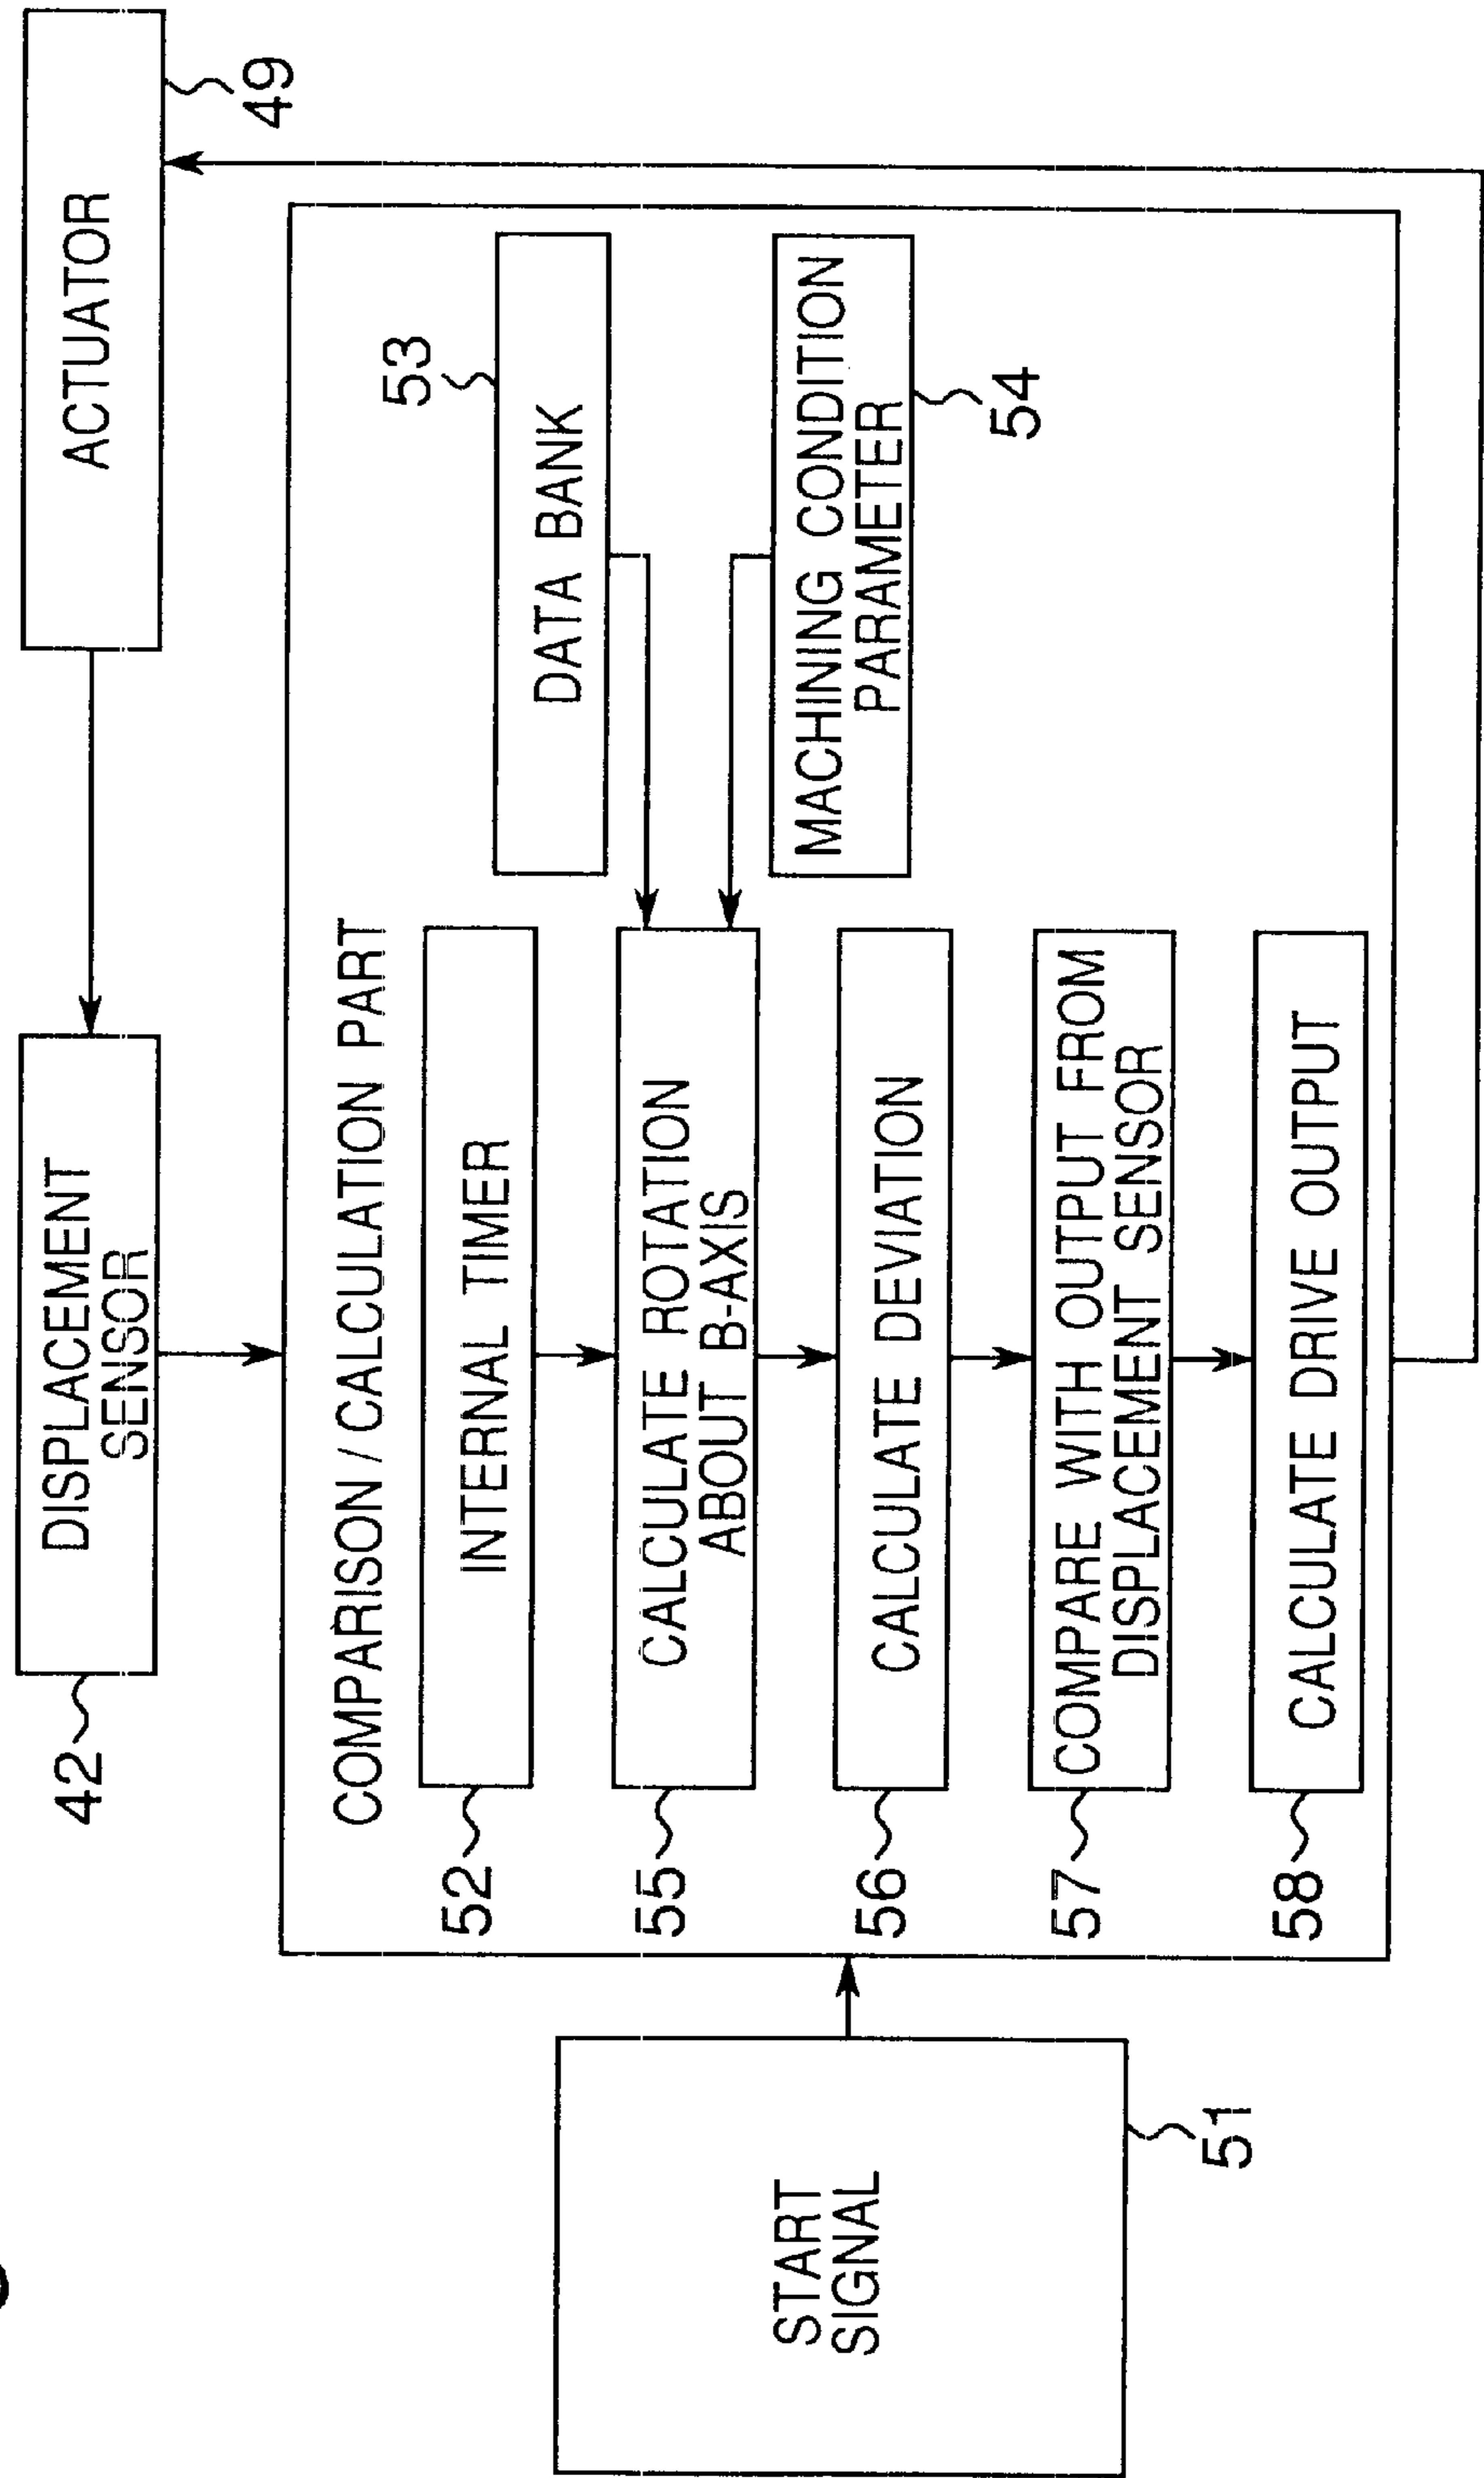 DISPLACEMENT
SENSOR
42
ACTUATOR
49
COMPARISON / CALCULATION PART
52
INTERNAL TIMER
53
DATA BANK
55
CALCULATE ROTATION
ABOUT B-AXIS
MACHINING CONDITION
PARAMETER
54
56
CALCULATE DEVIATION
57
COMPARE WITH OUTPUT FROM
DISPLACEMENT SENSOR
58
CALCULATE DRIVE OUTPUT
START
SIGNAL
51